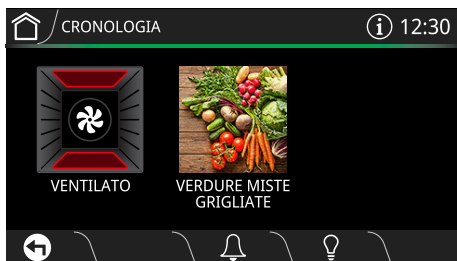 CRONOLOGIA
i 12:30
VENTILATO
VERDURE MISTE
GRIGLIATE